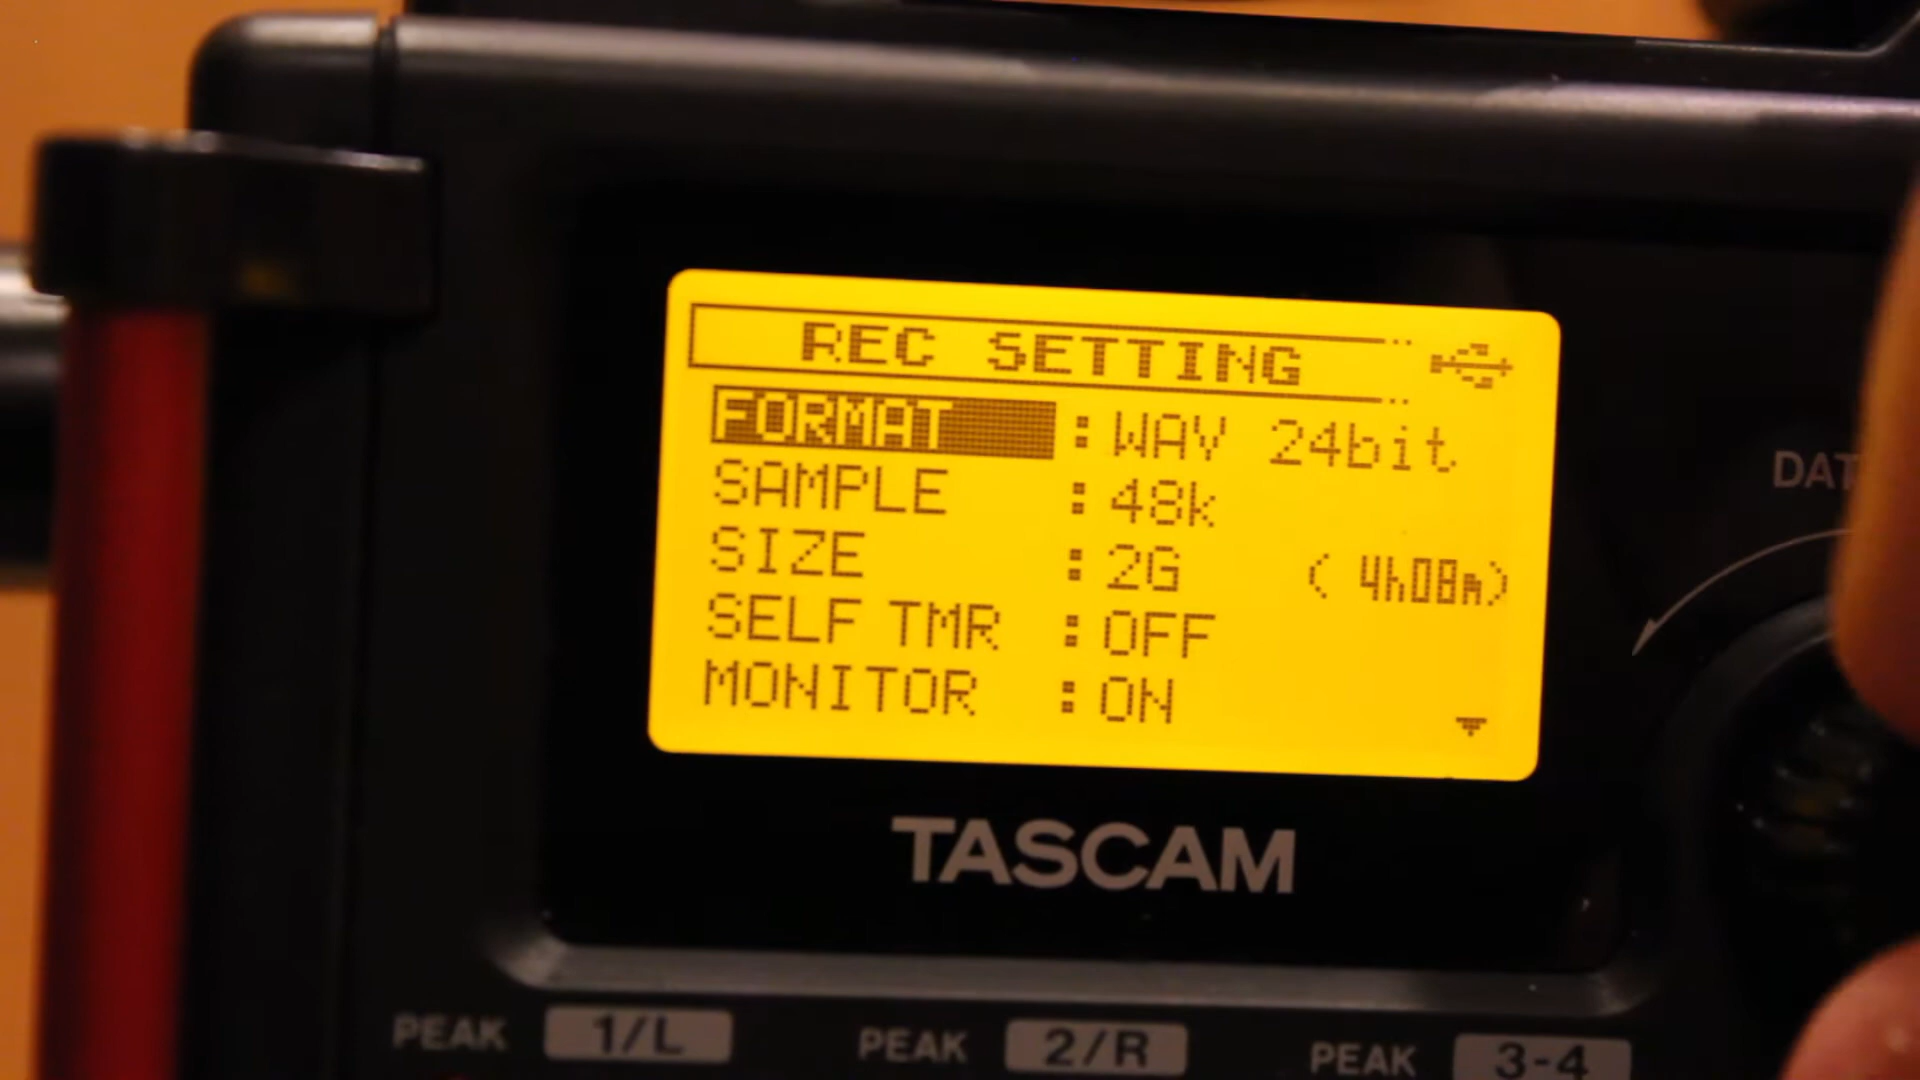 REC SETTING
FORMAT : WAV 24bit
SAMPLE : 48k
SIZE : 2G ( 4h08m)
SELF TMR : OFF
MONITOR : ON
TASCAM
PEAK 1/L PEAK 2/R PEAK 3-4